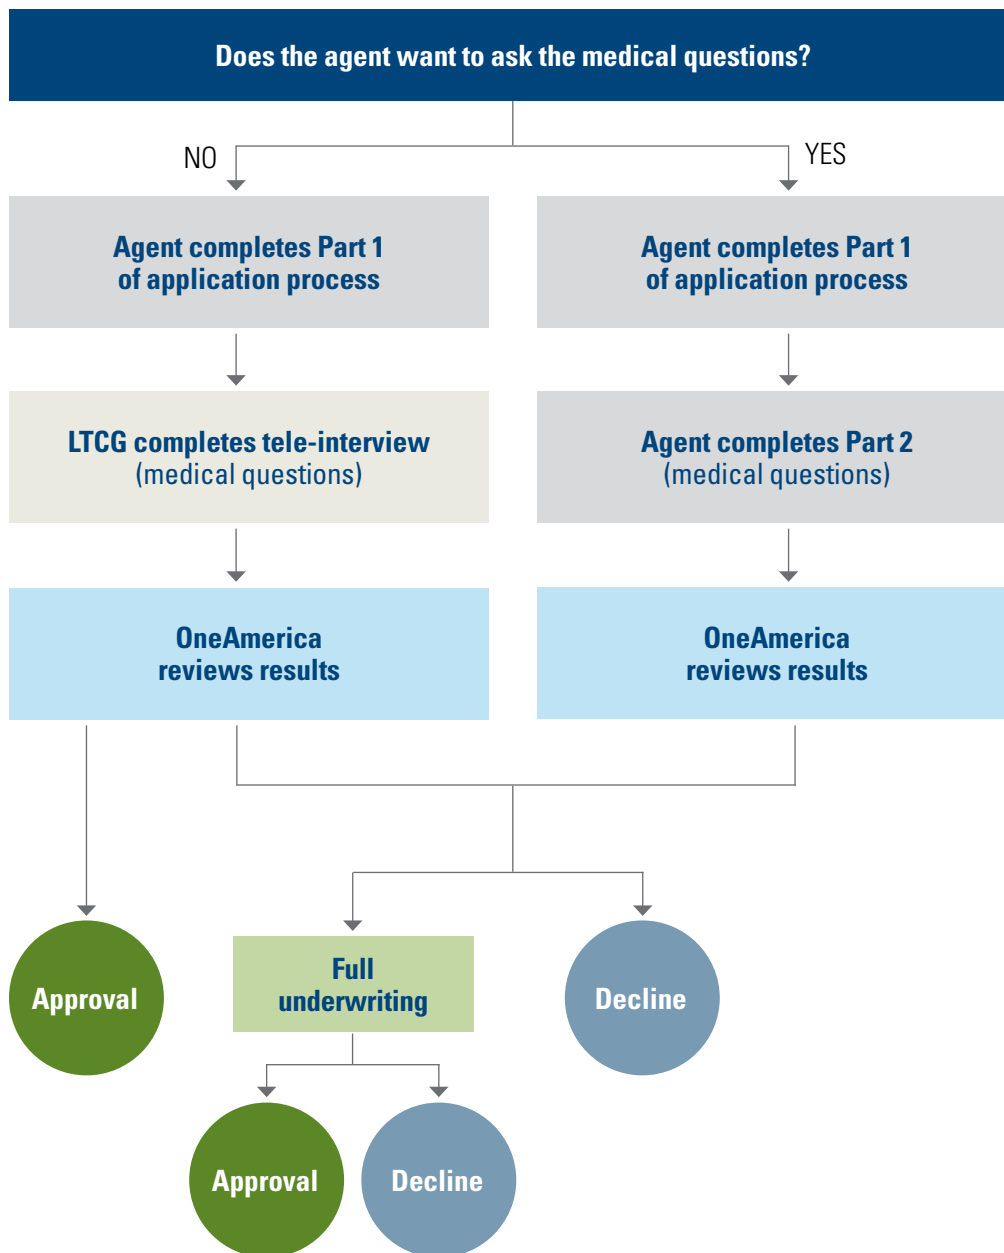 Does the agent want to ask the medical questions?
NO
YES
Agent completes Part 1
of application process
Agent completes Part 1
of application process
LTCG completes tele-interview
(medical questions)
Agent completes Part 2
(medical questions)
OneAmerica
reviews results
OneAmerica
reviews results
Approval
Full
underwriting
Decline
Approval
Decline